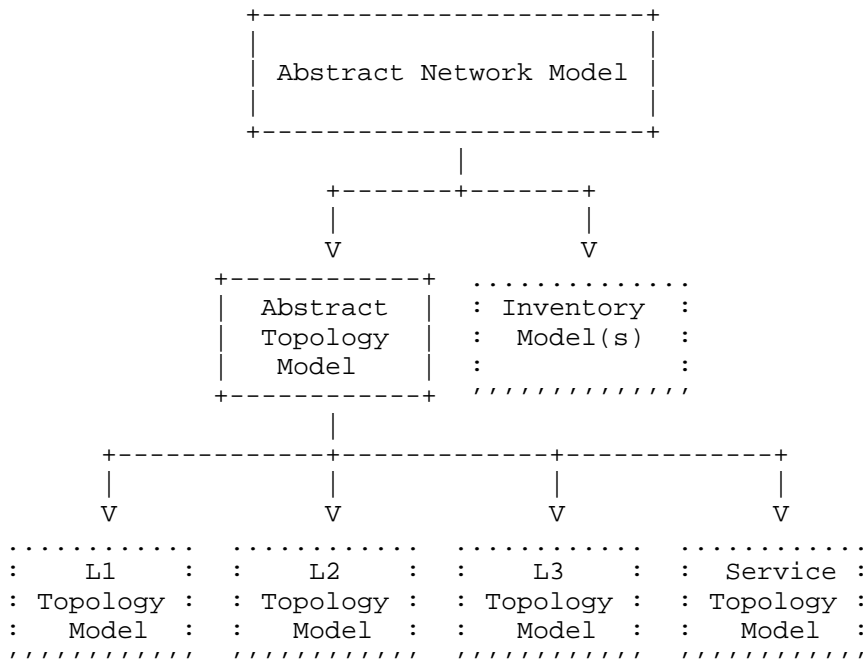 Abstract Network Model
V V
Abstract Inventory
Topology Model(s)
Model
V V V V
L1 L2 L3 Service
Topology Topology Topology Topology
Model Model Model Model